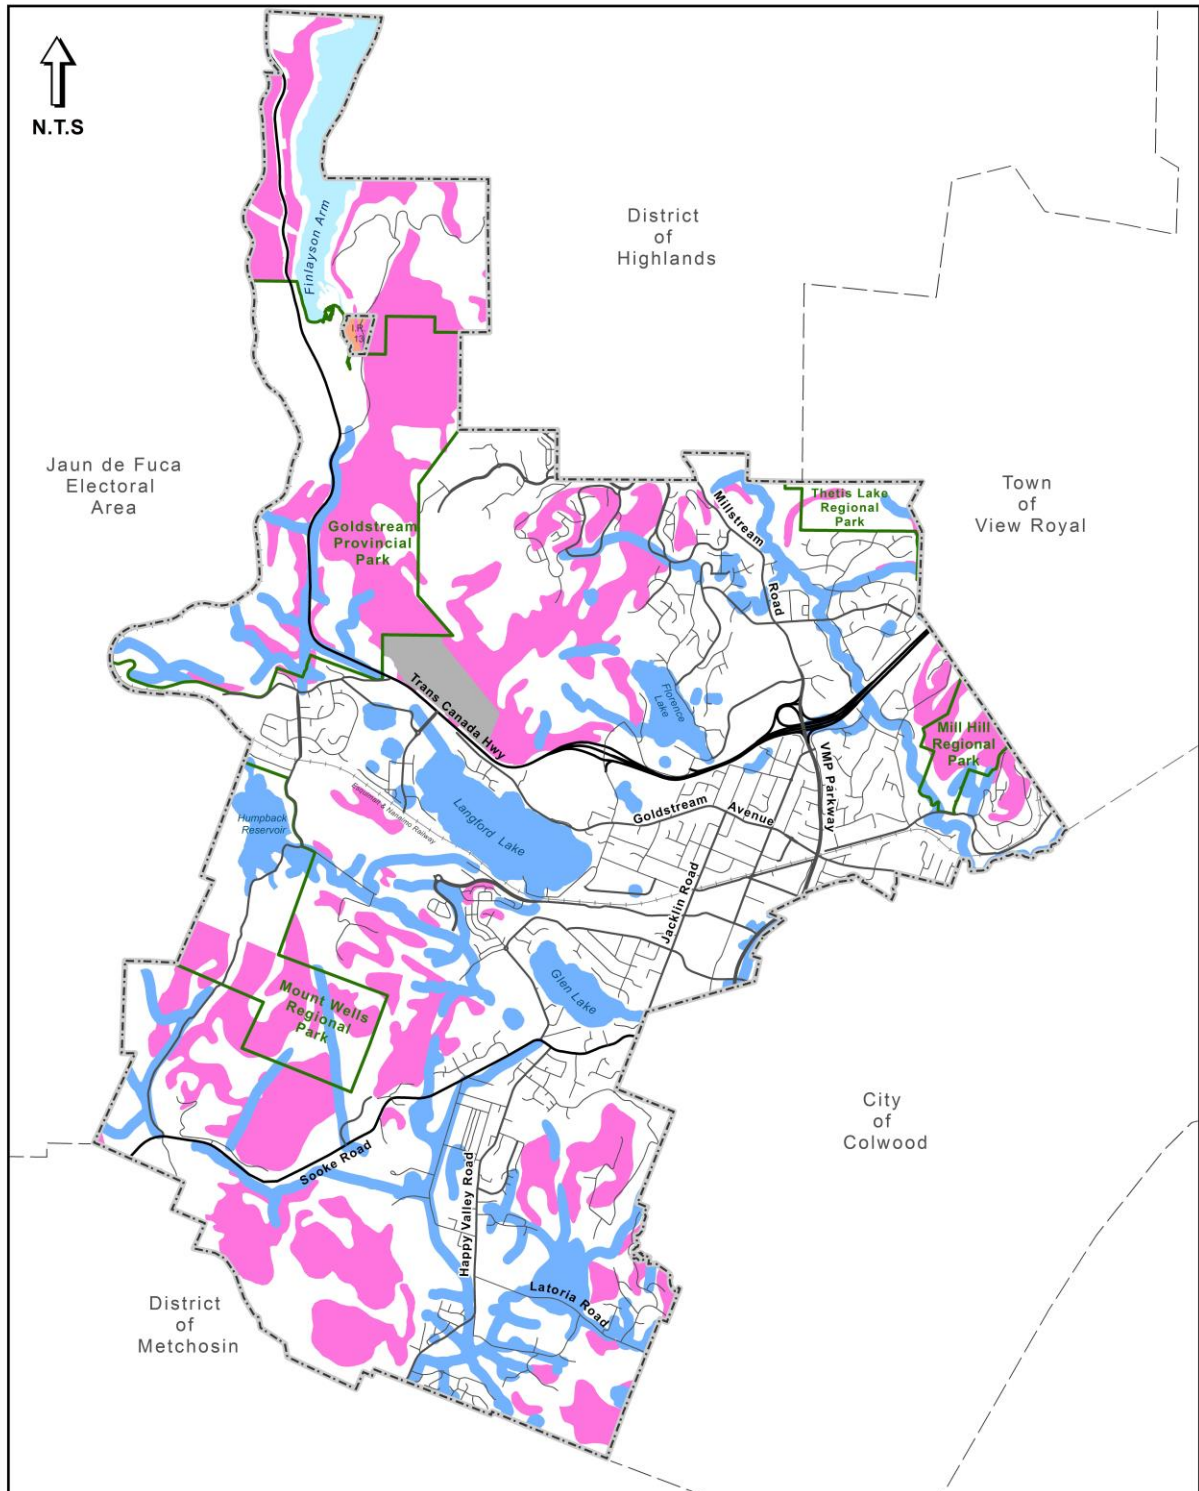 N.T.S
Finlayson Arm
District
of
Highlands
I.R.
13
Jaun de Fuca
Electoral
Area
Town
of
View Royal
Thetis Lake
Regional
Park
Millstream
Road
Goldstream
Provincial
Park
Trans Canada Hwy
Florence
Lake
Mill Hill
Regional
Park
VMP Parkway
Goldstream
Avenue
Langford Lake
Esquimalt & Nanaimo Railway
Humpback
Reservoir
Jacklin Road
Glen Lake
Mount Wells
Regional
Park
City
of
Colwood
Sooke Road
Happy Valley Road
Latoria Road
District
of
Metchosin